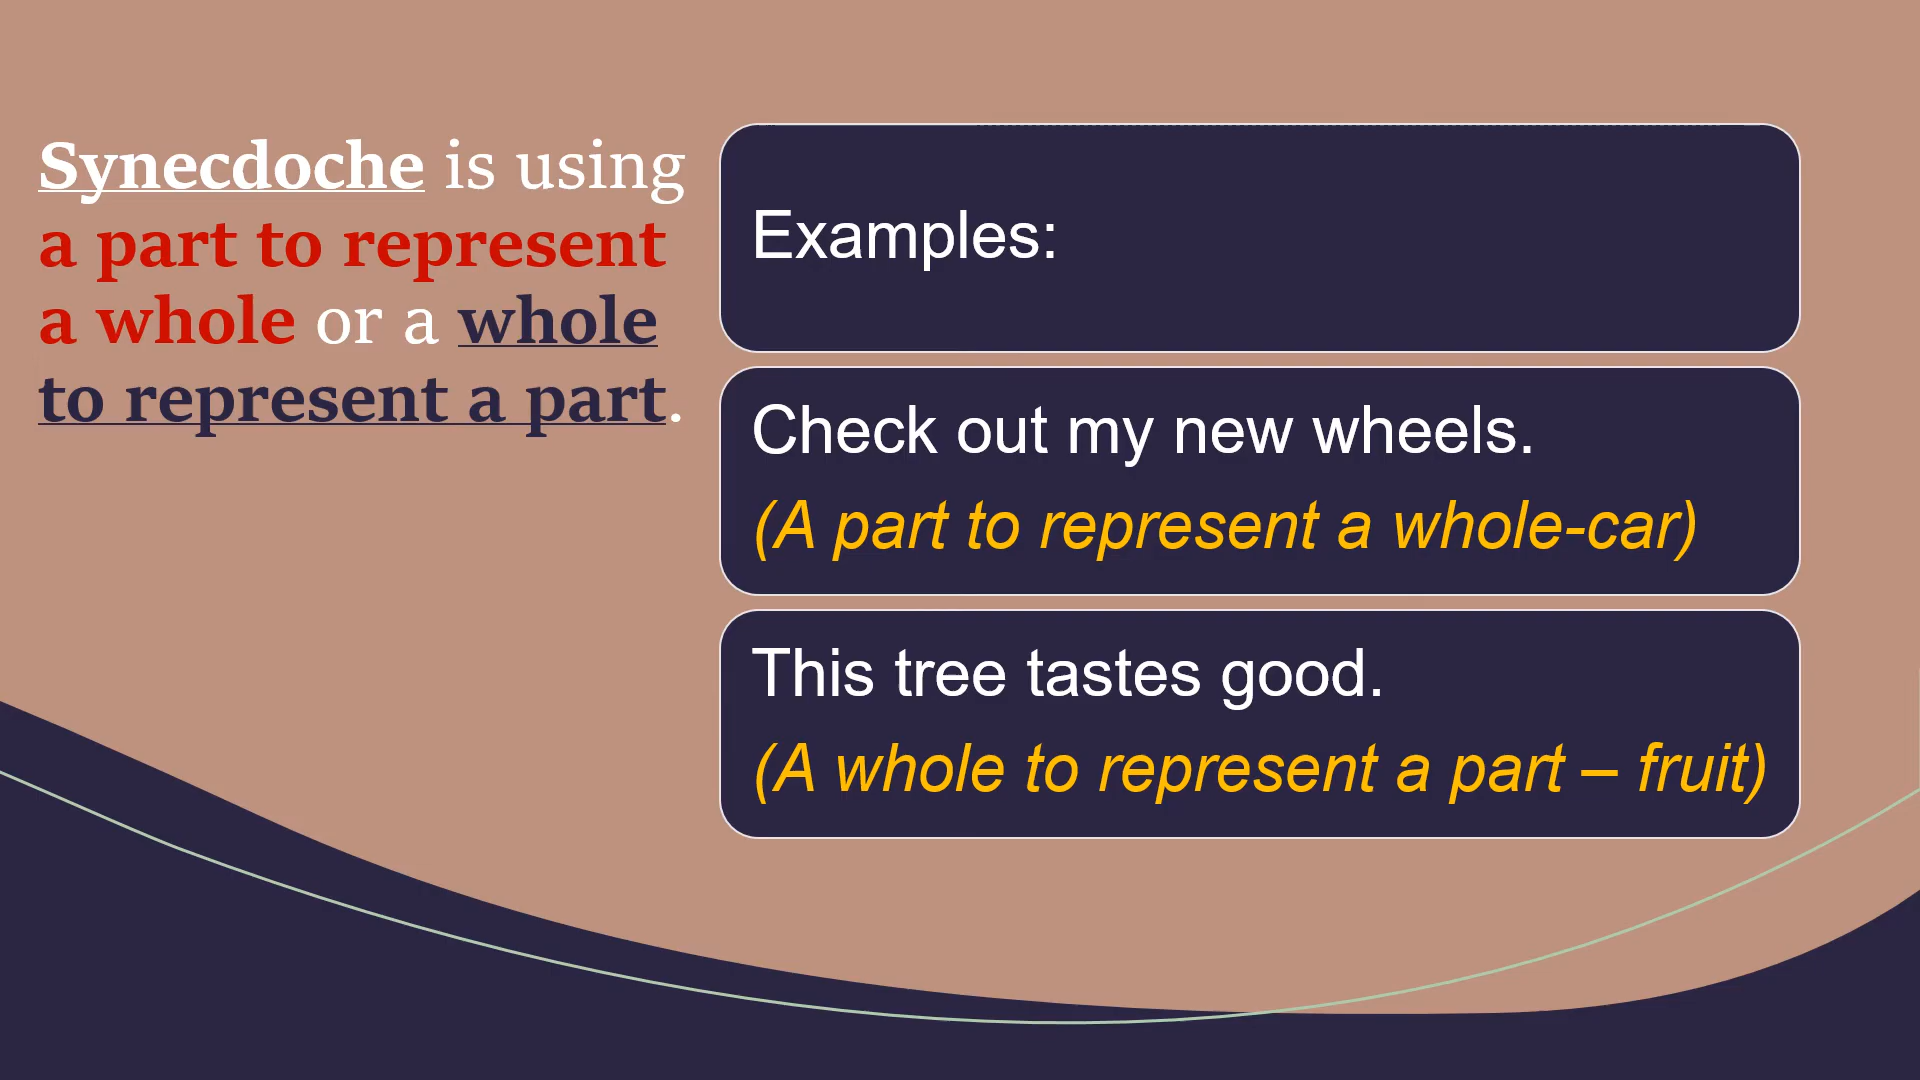 Synecdoche is using
a part to represent
a whole or a whole
to represent a part.
Examples:
Check out my new wheels.
(A part to represent a whole-car)
This tree tastes good.
(A whole to represent a part – fruit)